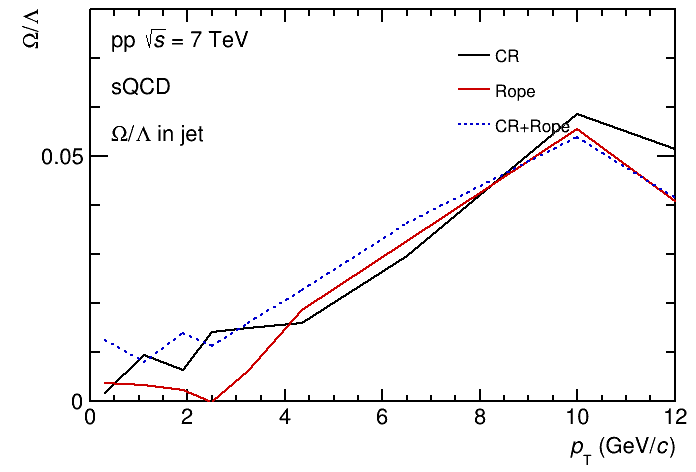 Ω/Λ
pp √s = 7 TeV
sQCD
Ω/Λ in jet
CR
Rope
CR+Rope
0.05
0
0 2 4 6 8 10 12
pT (GeV/c)